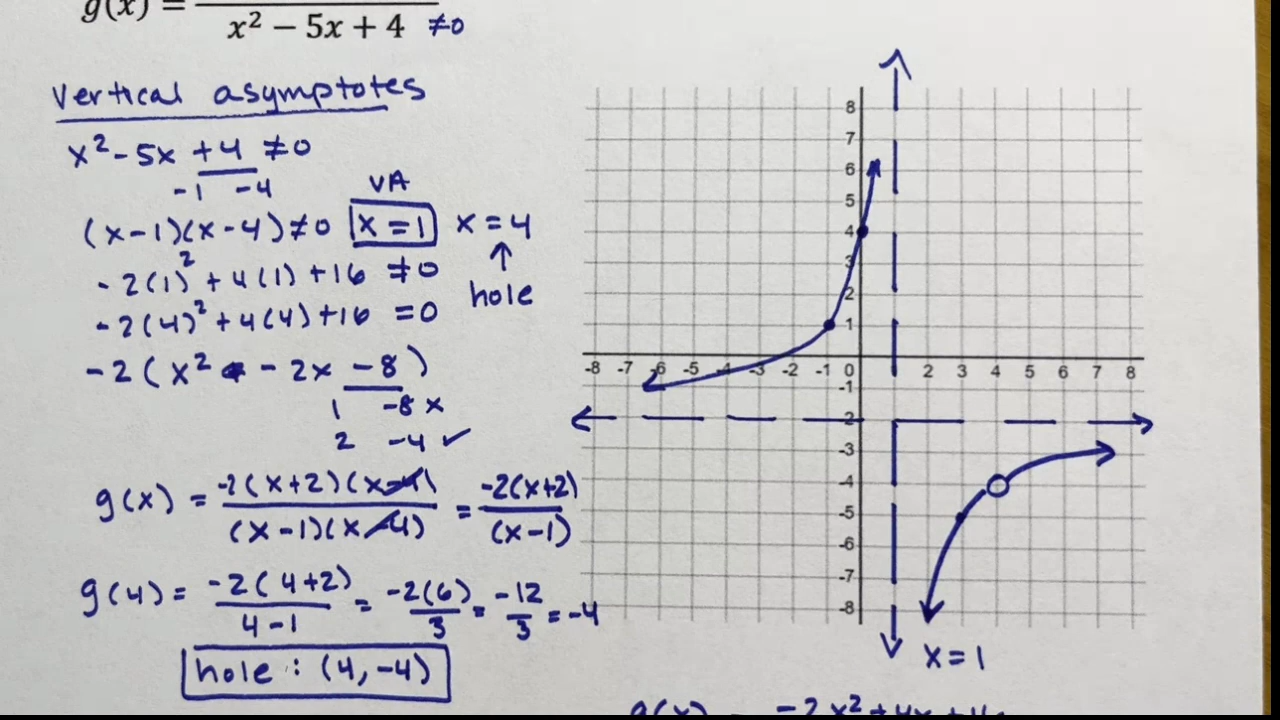 g(x) =
x² − 5x + 4 ≠0
Vertical asymptotes
x² - 5x + 4 ≠0
-1 -4
VA
(x-1)(x-4)≠0 x = 1 x = 4
↑
hole
-2(1)² + 4(1) + 16 ≠0
-2(4)² + 4(4) + 16 = 0
-2(x² - 2x - 8)
1 -8 x
2 -4 ✓
g(x) = -2(x+2)(x-4) / (x-1)(x-4) = -2(x+2) / (x-1)
g(4) = -2(4+2) / 4-1 = -2(6) / 3 = -12 / 3 = -4
hole : (4, -4)
8
7
6
5
4
3
2
1
-8 -7 -6 -5 -4 -3 -2 -1 0 2 3 4 5 6 7 8
-1
-2
-3
-4
-5
-6
-7
-8
x = 1
g(x) = -2x² + 4x + 16